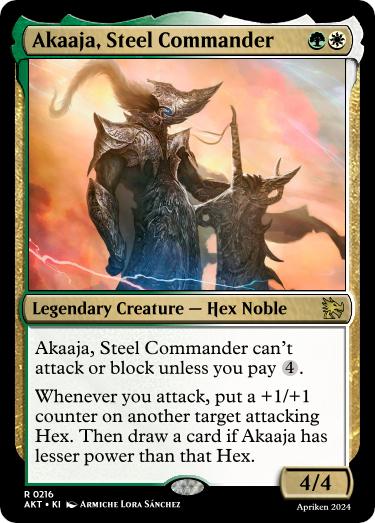 Akaaja, Steel Commander
Legendary Creature — Hex Noble
Akaaja, Steel Commander can't
attack or block unless you pay 4.
Whenever you attack, put a +1/+1
counter on another target attacking
Hex. Then draw a card if Akaaja has
lesser power than that Hex.
4/4
R 0216
AKT • KI Armiche Lora Sánchez
Apriken 2024